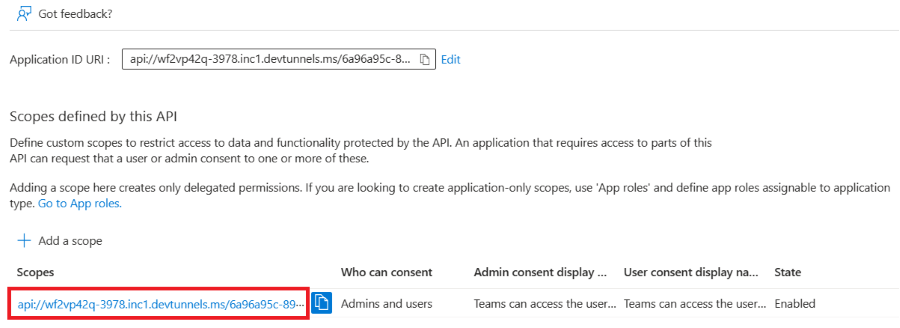 Got feedback?
Application ID URI : api://wf2vp42q-3978.inc1.devtunnels.ms/6a96a95c-8... Edit
Scopes defined by this API
Define custom scopes to restrict access to data and functionality protected by the API. An application that requires access to parts of this
API can request that a user or admin consent to one or more of these.
Adding a scope here creates only delegated permissions. If you are looking to create application-only scopes, use 'App roles' and define app roles assignable to application
type. Go to App roles.
Add a scope
Scopes Who can consent Admin consent display ... User consent display na... State
api://wf2vp42q-3978.inc1.devtunnels.ms/6a96a95c-89... Admins and users Teams can access the user... Teams can access the user... Enabled